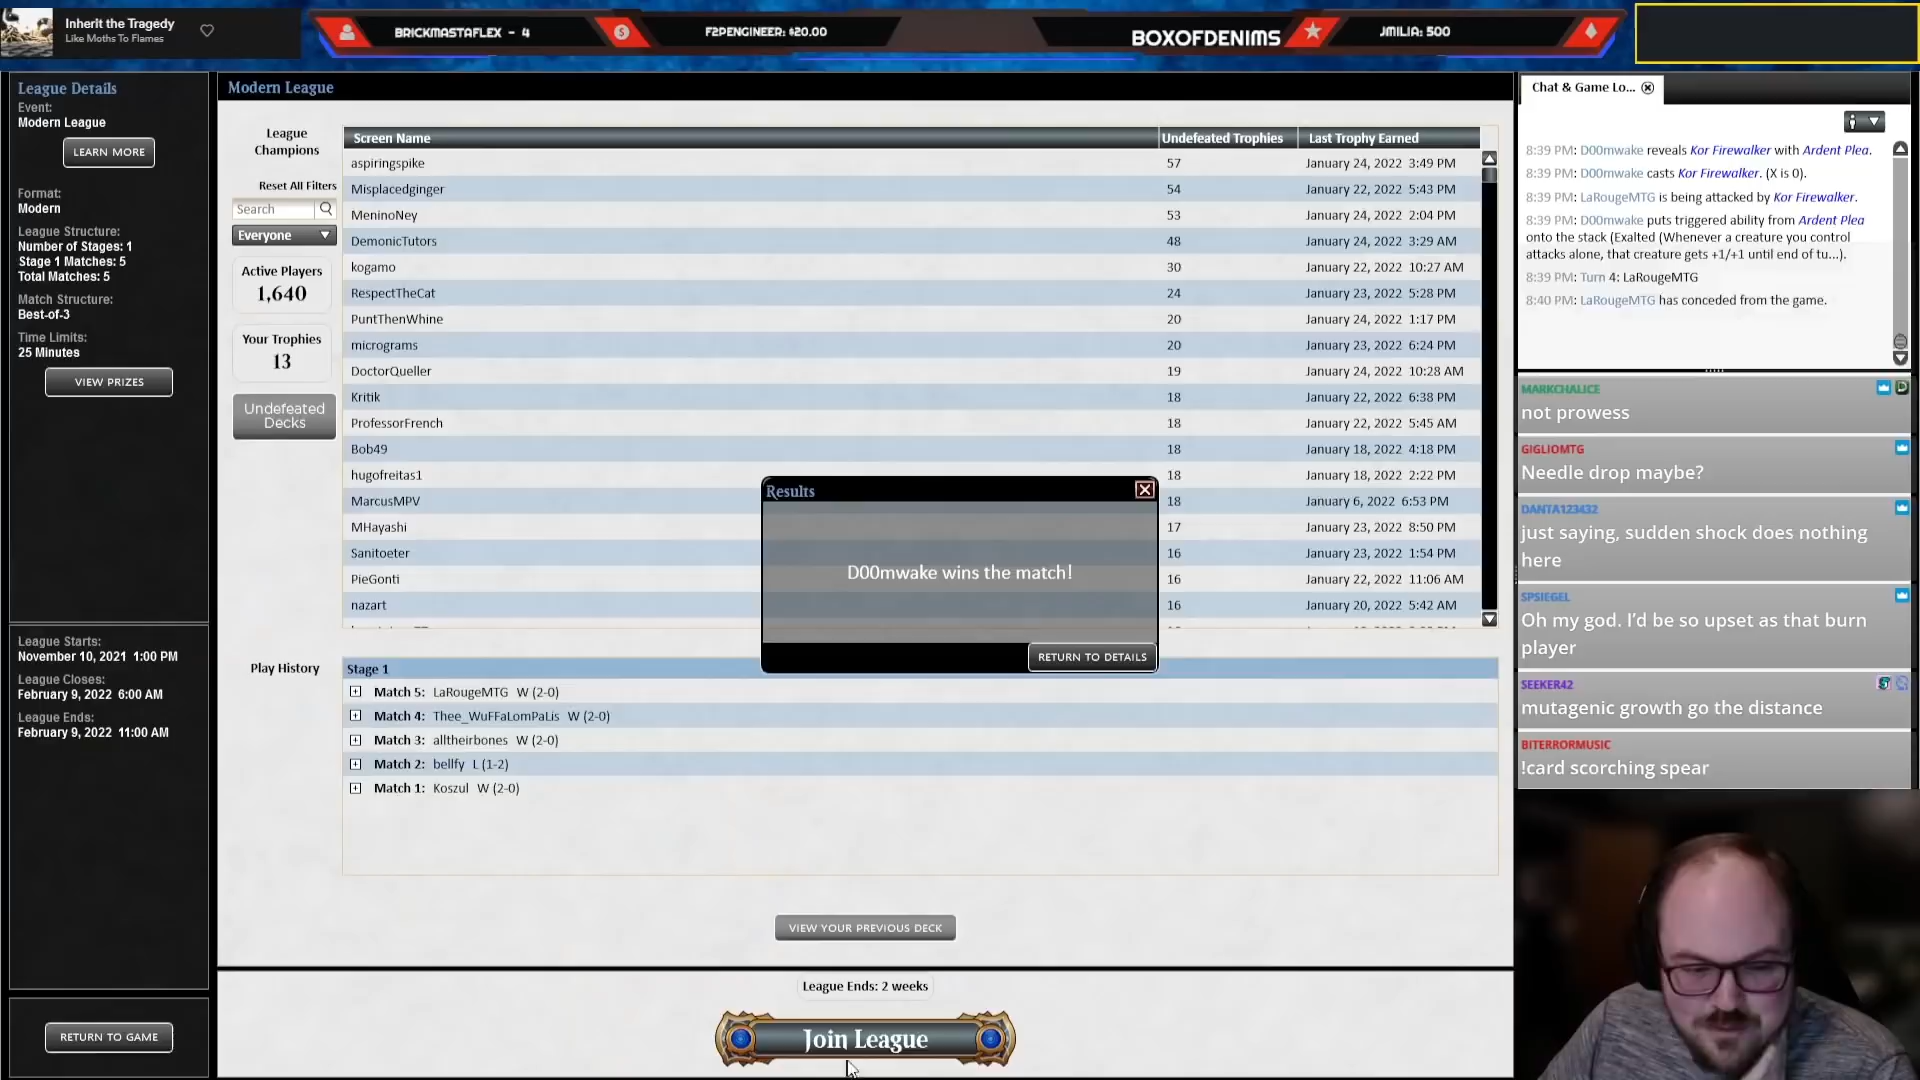 Inherit the Tragedy
Like Moths To Flames
BRICKMASTAFLEX - 4
F2PENGINEER: $20.00
BOXOFDENIMS
JMILIA: 500
League Details
Event:
Modern League
LEARN MORE
Format:
Modern
League Structure:
Number of Stages: 1
Stage 1 Matches: 5
Total Matches: 5
Match Structure:
Best-of-3
Time Limits:
25 Minutes
VIEW PRIZES
League Starts:
November 10, 2021 1:00 PM
League Closes:
February 9, 2022 6:00 AM
League Ends:
February 9, 2022 11:00 AM
RETURN TO GAME
Modern League
League
Champions
Reset All Filters
Search
Everyone
Active Players
1,640
Your Trophies
13
Undefeated
Decks
Screen Name Undefeated Trophies Last Trophy Earned
aspiringspike 57 January 24, 2022 3:49 PM
Misplacedginger 54 January 22, 2022 5:43 PM
MeninoNey 53 January 24, 2022 2:04 PM
DemonicTutors 48 January 24, 2022 3:29 AM
kogamo 30 January 22, 2022 10:27 AM
RespectTheCat 24 January 23, 2022 5:28 PM
PuntThenWhine 20 January 24, 2022 1:17 PM
micrograms 20 January 23, 2022 6:24 PM
DoctorQueller 19 January 24, 2022 10:28 AM
Kritik 18 January 22, 2022 6:38 PM
ProfessorFrench 18 January 22, 2022 5:45 AM
Bob49 18 January 18, 2022 4:18 PM
hugofreitas1 18 January 18, 2022 2:22 PM
MarcusMPV 18 January 6, 2022 6:53 PM
MHayashi 17 January 23, 2022 8:50 PM
Sanitoeter 16 January 23, 2022 1:54 PM
PieGonti 16 January 22, 2022 11:06 AM
nazart 16 January 20, 2022 5:42 AM
Results
D00mwake wins the match!
RETURN TO DETAILS
Play History
Stage 1
Match 5: LaRougeMTG W (2-0)
Match 4: Thee_WuFFaLomPaLis W (2-0)
Match 3: alltheirbones W (2-0)
Match 2: bellfy L (1-2)
Match 1: Koszul W (2-0)
VIEW YOUR PREVIOUS DECK
League Ends: 2 weeks
Join League
Chat & Game Lo...
8:39 PM: D00mwake reveals Kor Firewalker with Ardent Plea.
8:39 PM: D00mwake casts Kor Firewalker. (X is 0).
8:39 PM: LaRougeMTG is being attacked by Kor Firewalker.
8:39 PM: D00mwake puts triggered ability from Ardent Plea
onto the stack (Exalted (Whenever a creature you control
attacks alone, that creature gets +1/+1 until end of tu...).
8:39 PM: Turn 4: LaRougeMTG
8:40 PM: LaRougeMTG has conceded from the game.
MARKCHALICE
not prowess
GIGLIOMTG
Needle drop maybe?
DANTA123432
just saying, sudden shock does nothing
here
SPSIEGEL
Oh my god. I'd be so upset as that burn
player
SEEKER42
mutagenic growth go the distance
BITERRORMUSIC
!card scorching spear